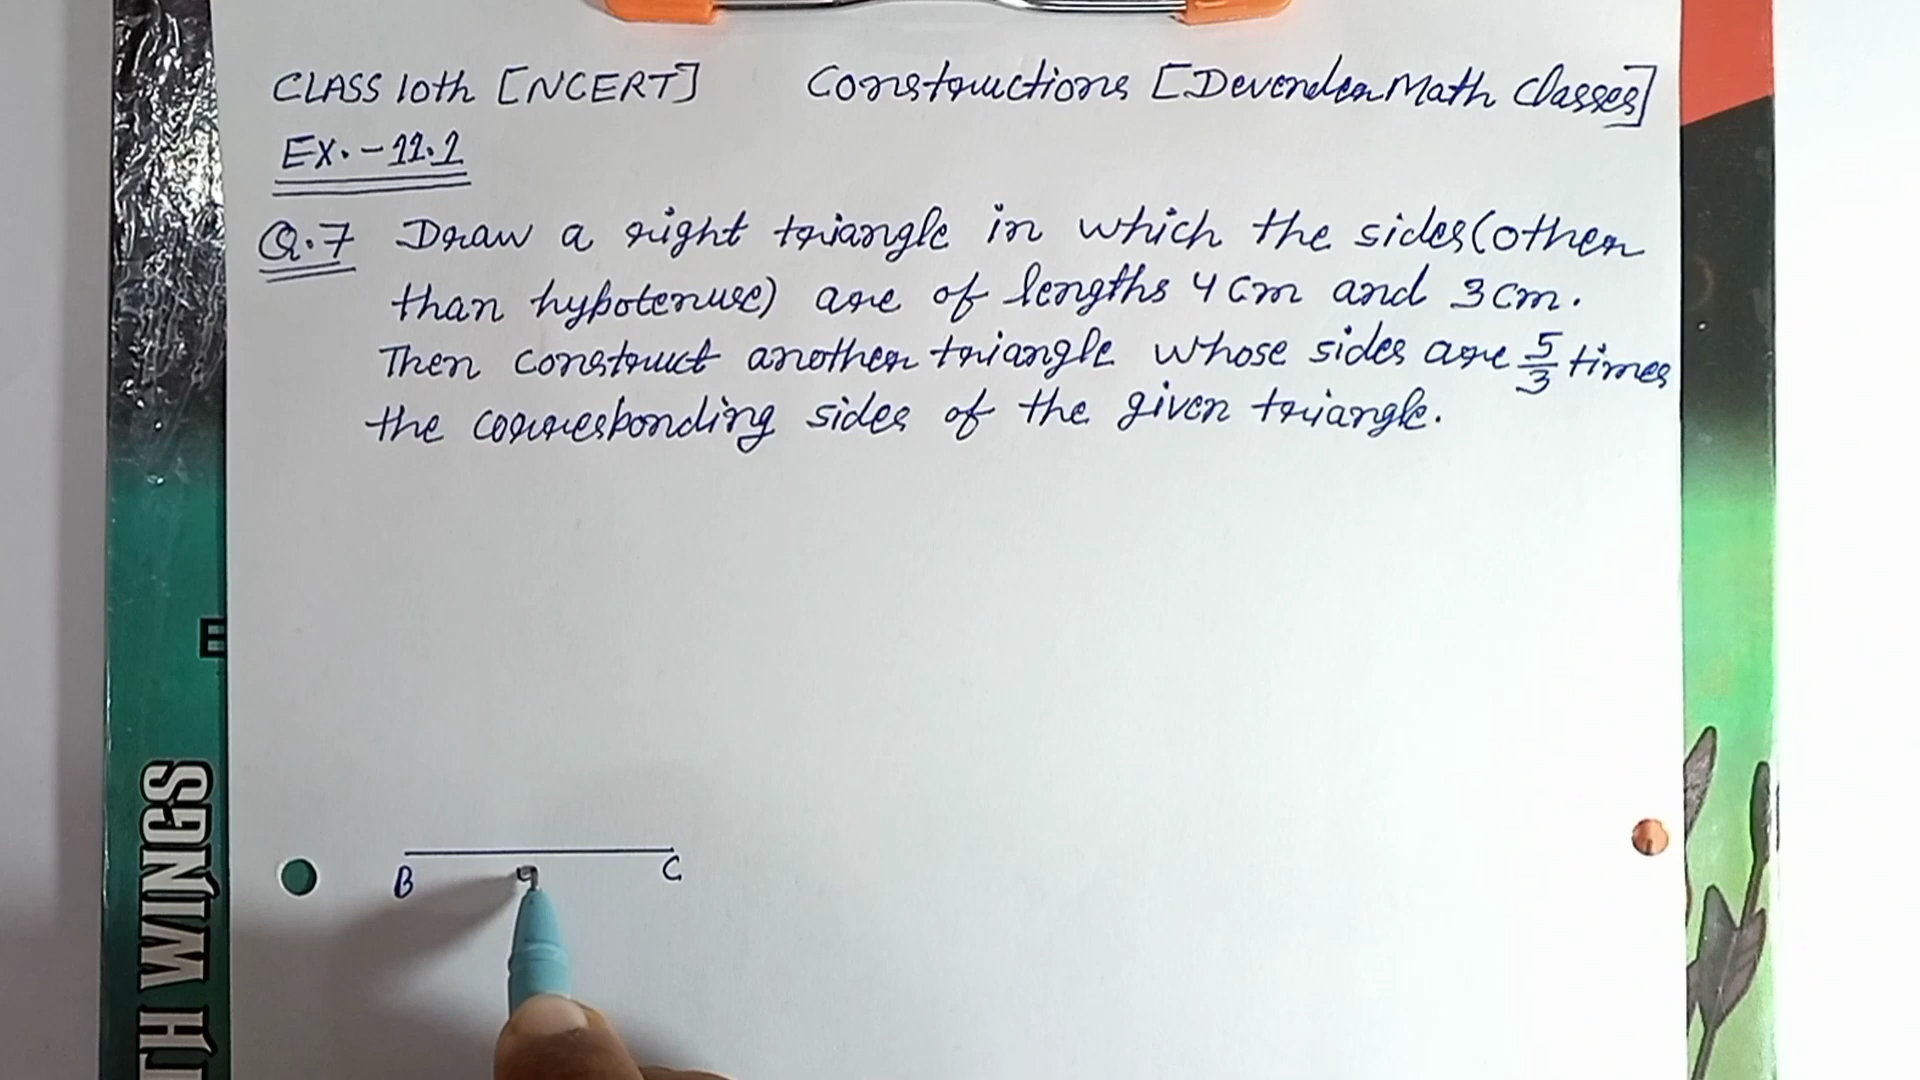 CLASS 10th [NCERT] Constructions [Devender Math Classes]
Ex. - 11.1
Q.7 Draw a right triangle in which the sides (other
than hypotenuse) are of lengths 4 cm and 3 cm.
Then construct another triangle whose sides are 5/3 times
the corresponding sides of the given triangle.
B 4 C
TH WINGS
E